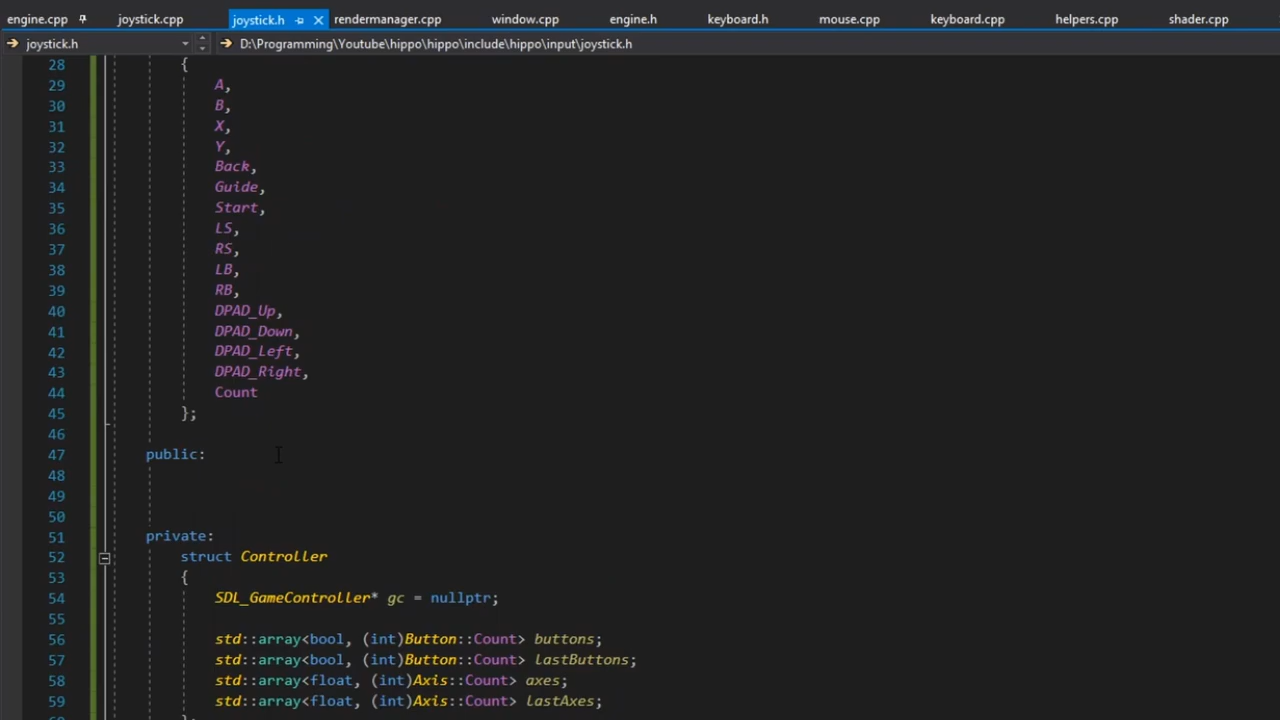 engine.cpp joystick.cpp joystick.h rendermanager.cpp window.cpp engine.h keyboard.h mouse.cpp keyboard.cpp helpers.cpp shader.cpp
joystick.h D:\Programming\Youtube\hippo\hippo\include\hippo\input\joystick.h
28 {
29 A,
30 B,
31 X,
32 Y,
33 Back,
34 Guide,
35 Start,
36 LS,
37 RS,
38 LB,
39 RB,
40 DPAD_Up,
41 DPAD_Down,
42 DPAD_Left,
43 DPAD_Right,
44 Count
45 };
46
47 public:
48
49
50
51 private:
52 struct Controller
53 {
54 SDL_GameController* gc = nullptr;
55
56 std::array<bool, (int)Button::Count> buttons;
57 std::array<bool, (int)Button::Count> lastButtons;
58 std::array<float, (int)Axis::Count> axes;
59 std::array<float, (int)Axis::Count> lastAxes;